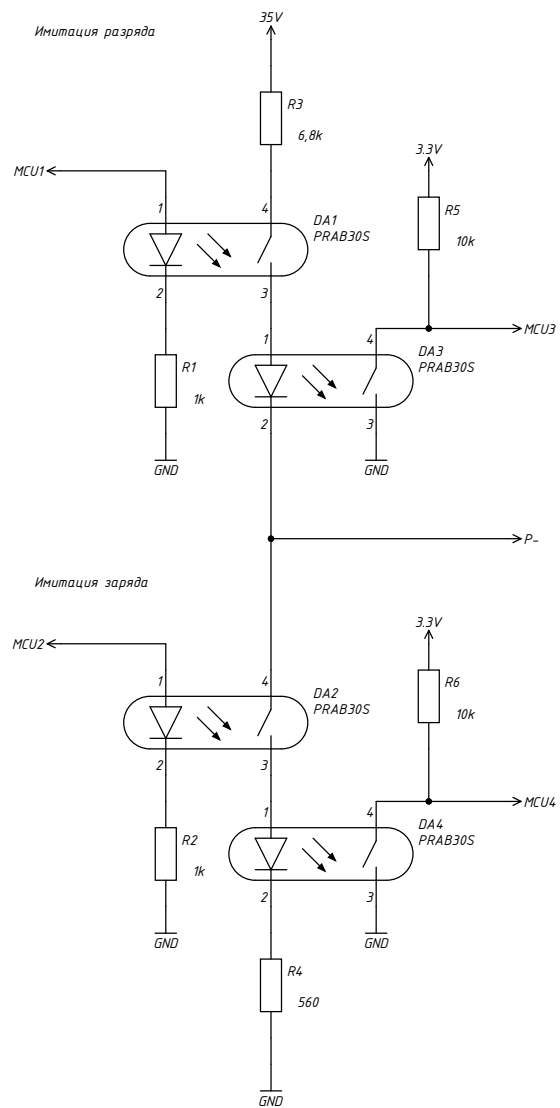 Имитация разряда
35V
R3
6,8k
3.3V
MCU1
R5
10k
1
4
DA1
PRAB30S
2
3
MCU3
1
4
DA3
PRAB30S
R1
1k
2
3
GND
GND
P-
Имитация заряда
3.3V
MCU2
R6
10k
1
4
DA2
PRAB30S
2
3
MCU4
1
4
DA4
PRAB30S
R2
1k
2
3
GND
GND
R4
560
GND